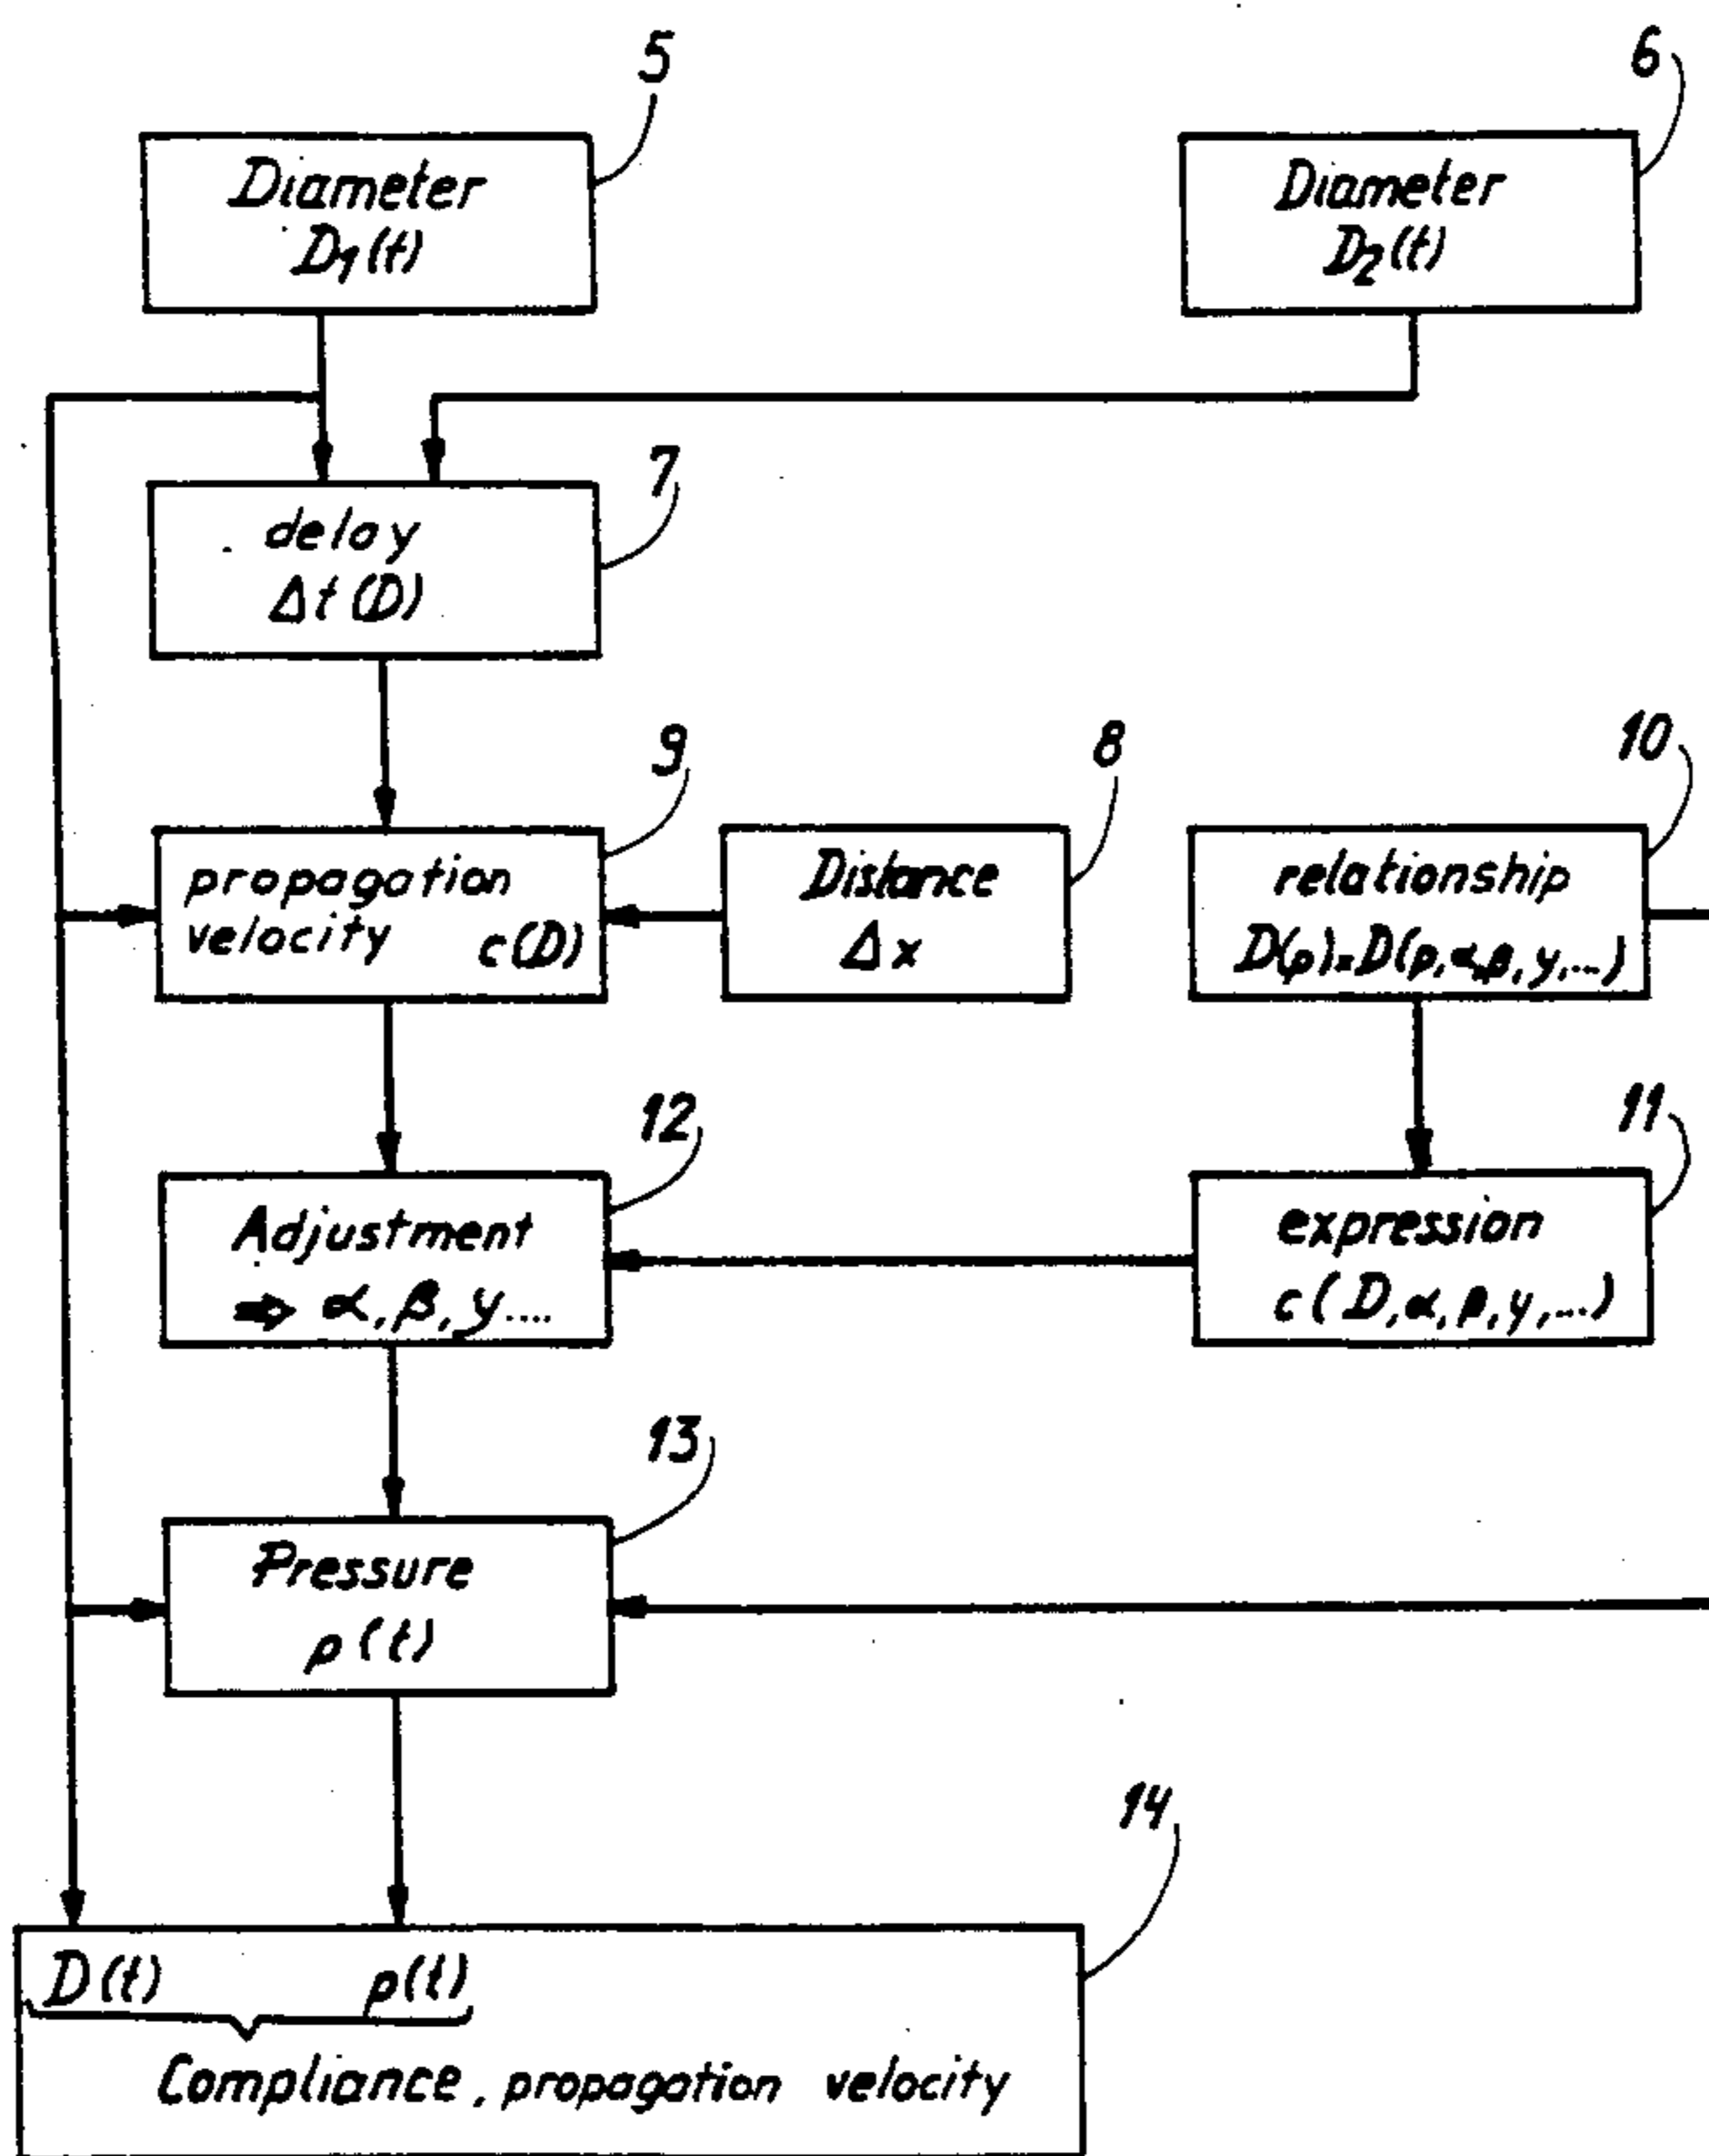 5
6
Diameter
D1(t)
Diameter
D2(t)
7
delay
Δt(D)
9
8
10
propagation
velocity c(D)
Distance
Δx
relationship
D(p)=D(p,α,β,y,...)
12
11
Adjustment
⇒ α,β,y....
expression
c(D,α,β,y,...)
13
Pressure
p(t)
14
D(t) p(t)
Compliance, propagation velocity